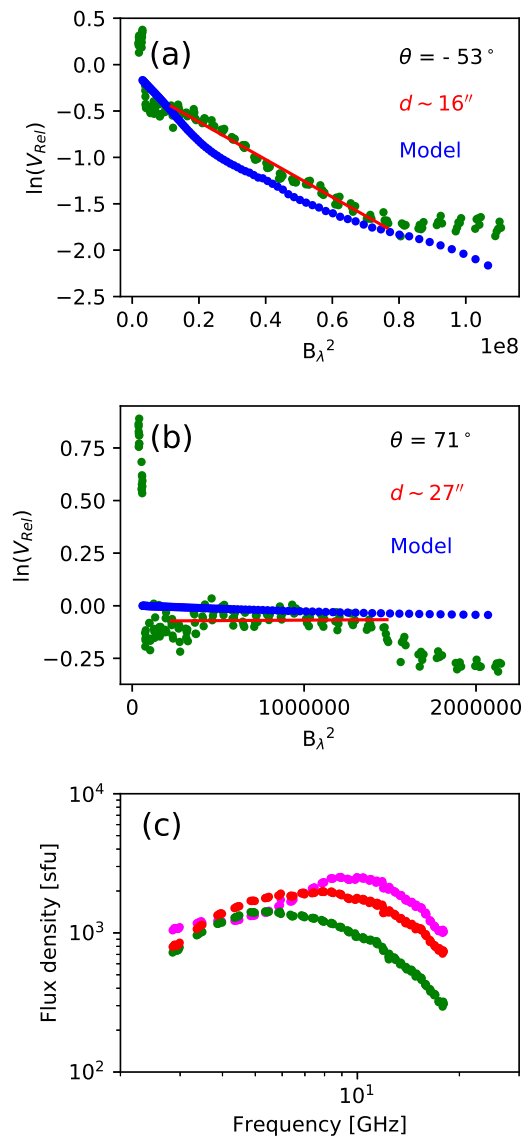 (a)
θ = - 53°
d ~ 16″
Model
ln(V_Rel)
0.5
0.0
−0.5
−1.0
−1.5
−2.0
−2.5
0.0 0.2 0.4 0.6 0.8 1.0
1e8
B_λ²
(b)
θ = 71°
d ~ 27″
Model
ln(V_Rel)
0.75
0.50
0.25
0.00
−0.25
0 1000000 2000000
B_λ²
(c)
Flux density [sfu]
10⁴
10³
10²
10¹
Frequency [GHz]